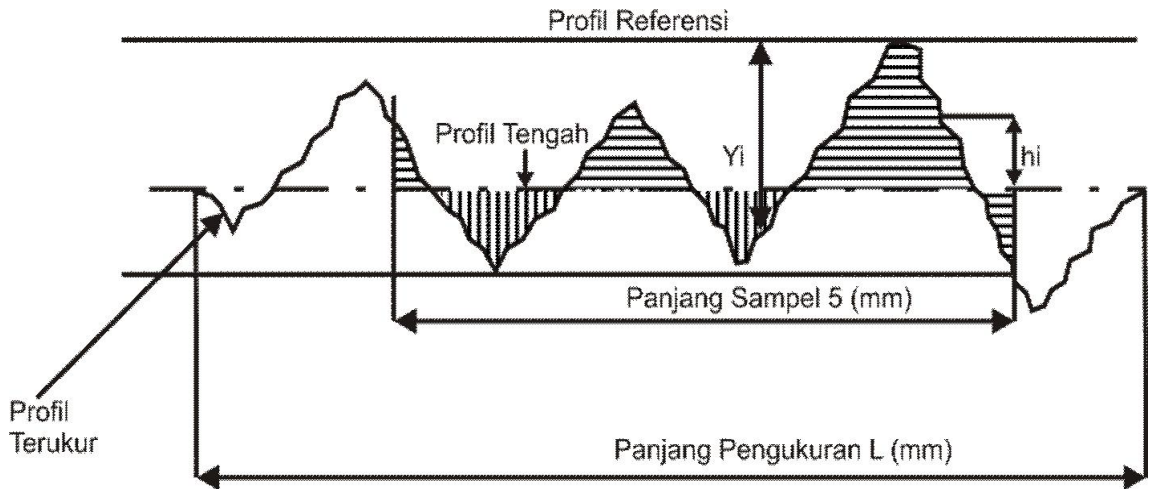 Profil Referensi
Profil Tengah
Yi
hi
Panjang Sampel 5 (mm)
Profil
Terukur
Panjang Pengukuran L (mm)